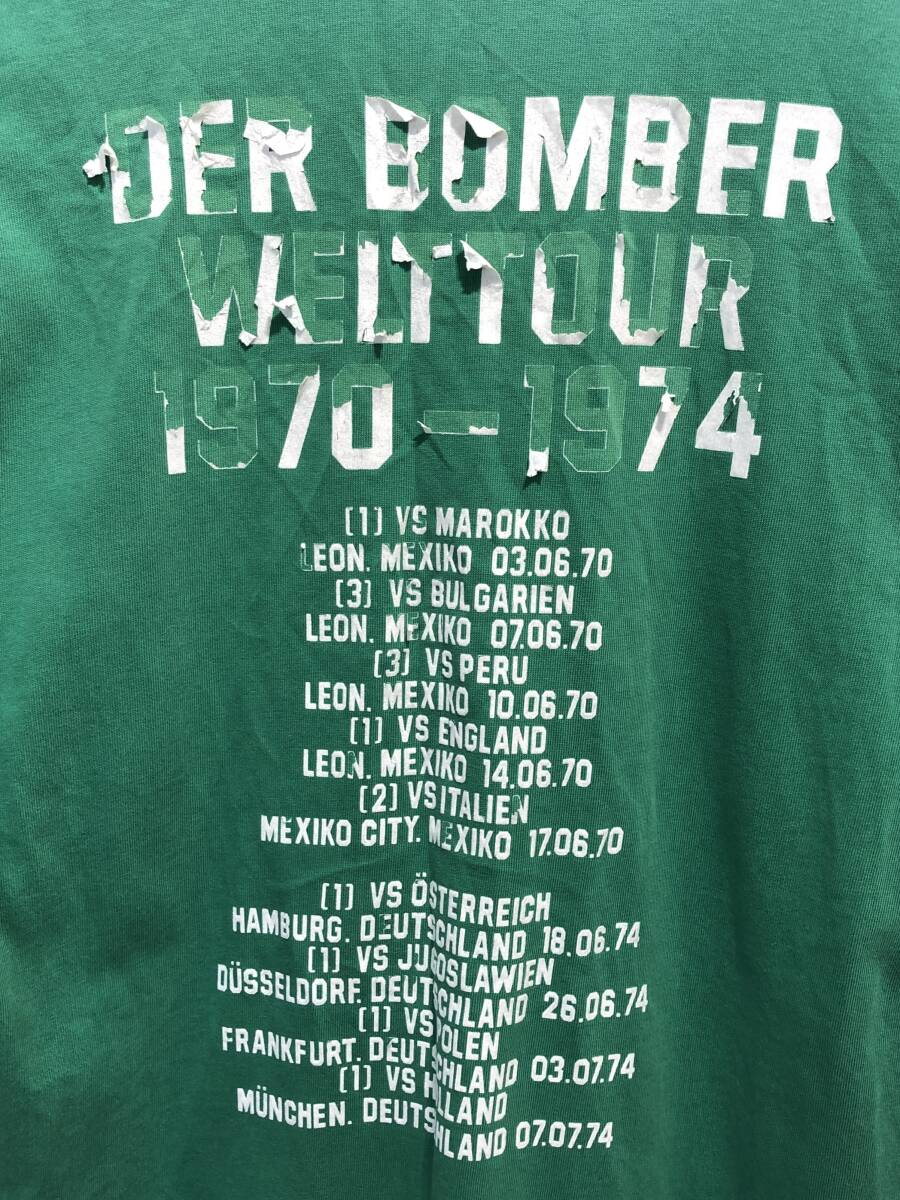 DER BOMBER
WELTTOUR
1970-1974
(1) VS MAROKKO
LEON. MEXIKO 03.06.70
(3) VS BULGARIEN
LEON. MEXIKO 07.06.70
(3) VS PERU
LEON. MEXIKO 10.06.70
(1) VS ENGLAND
LEON. MEXIKO 14.06.70
(2) VS ITALIEN
MEXIKO CITY. MEXIKO 17.06.70
(1) VS ÖSTERREICH
HAMBURG. DEUTSCHLAND 18.06.74
(1) VS JUGOSLAWIEN
DÜSSELDORF. DEUTSCHLAND 26.06.74
(1) VS POLEN
FRANKFURT. DEUTSCHLAND 03.07.74
(1) VS HOLLAND
MÜNCHEN. DEUTSCHLAND 07.07.74